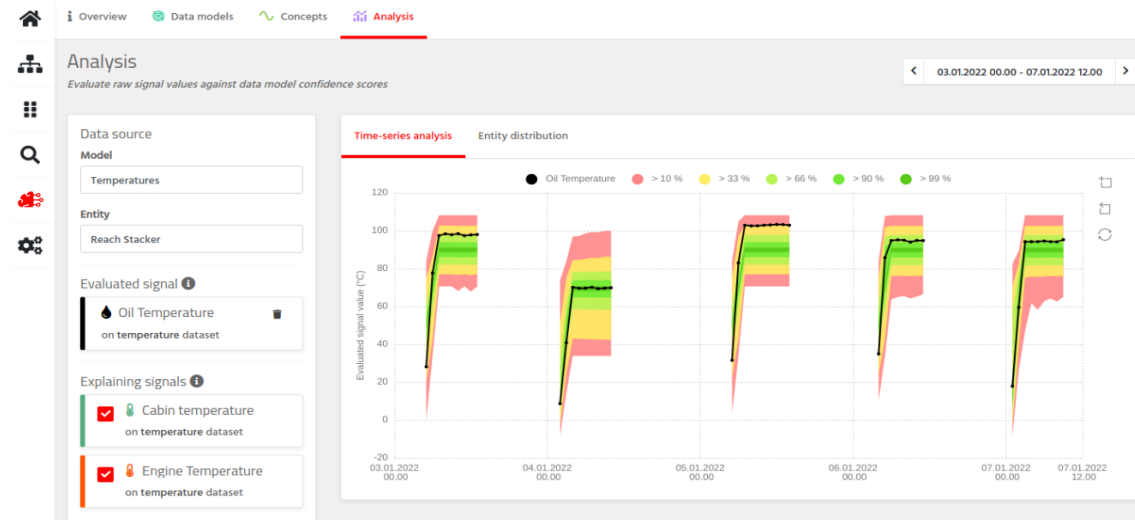 Overview Data models Concepts Analysis
Analysis
Evaluate raw signal values against data model confidence scores
03.01.2022 00.00 - 07.01.2022 12.00
Data source
Model
Temperatures
Entity
Reach Stacker
Evaluated signal
Oil Temperature
on temperature dataset
Explaining signals
Cabin temperature
on temperature dataset
Engine Temperature
on temperature dataset
Time-series analysis Entity distribution
Oil Temperature > 10 % > 33 % > 66 % > 90 % > 99 %
Evaluated signal value (°C)
120
100
80
60
40
20
0
-20
03.01.2022 04.01.2022 05.01.2022 06.01.2022 07.01.2022 07.01.2022
00.00 00.00 00.00 00.00 00.00 12.00